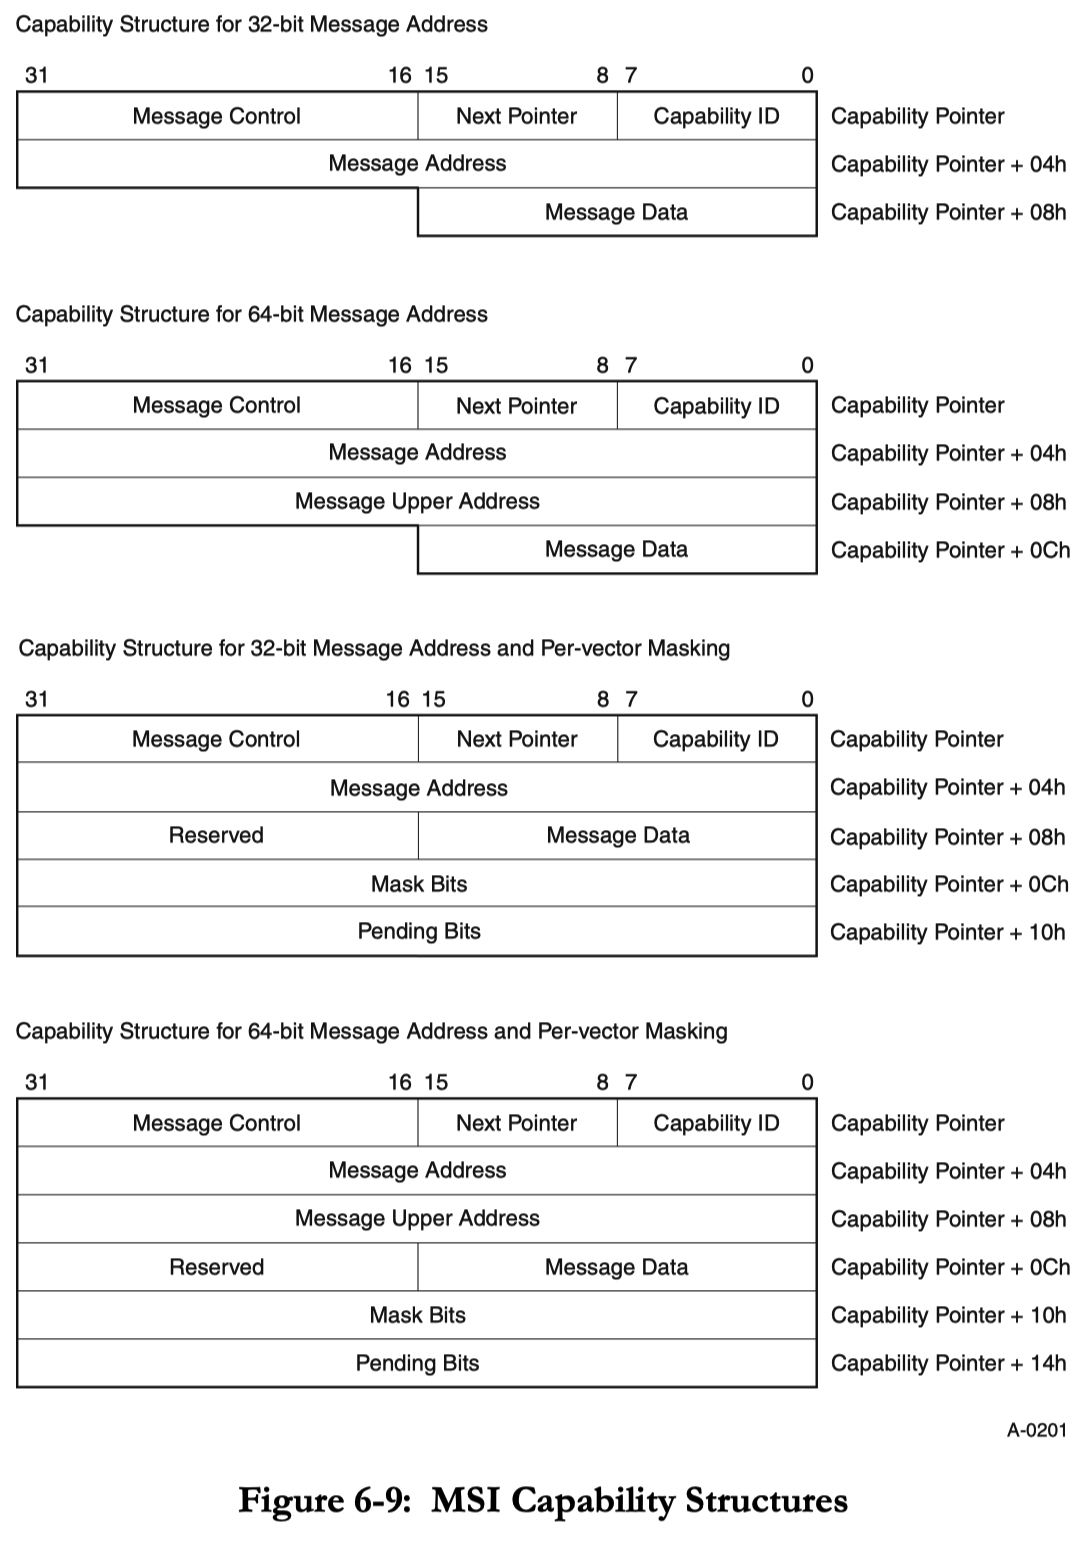 Capability Structure for 32-bit Message Address
31 16 15 8 7 0
Message Control Next Pointer Capability ID Capability Pointer
Message Address Capability Pointer + 04h
Message Data Capability Pointer + 08h
Capability Structure for 64-bit Message Address
31 16 15 8 7 0
Message Control Next Pointer Capability ID Capability Pointer
Message Address Capability Pointer + 04h
Message Upper Address Capability Pointer + 08h
Message Data Capability Pointer + 0Ch
Capability Structure for 32-bit Message Address and Per-vector Masking
31 16 15 8 7 0
Message Control Next Pointer Capability ID Capability Pointer
Message Address Capability Pointer + 04h
Reserved Message Data Capability Pointer + 08h
Mask Bits Capability Pointer + 0Ch
Pending Bits Capability Pointer + 10h
Capability Structure for 64-bit Message Address and Per-vector Masking
31 16 15 8 7 0
Message Control Next Pointer Capability ID Capability Pointer
Message Address Capability Pointer + 04h
Message Upper Address Capability Pointer + 08h
Reserved Message Data Capability Pointer + 0Ch
Mask Bits Capability Pointer + 10h
Pending Bits Capability Pointer + 14h
A-0201
Figure 6-9: MSI Capability Structures